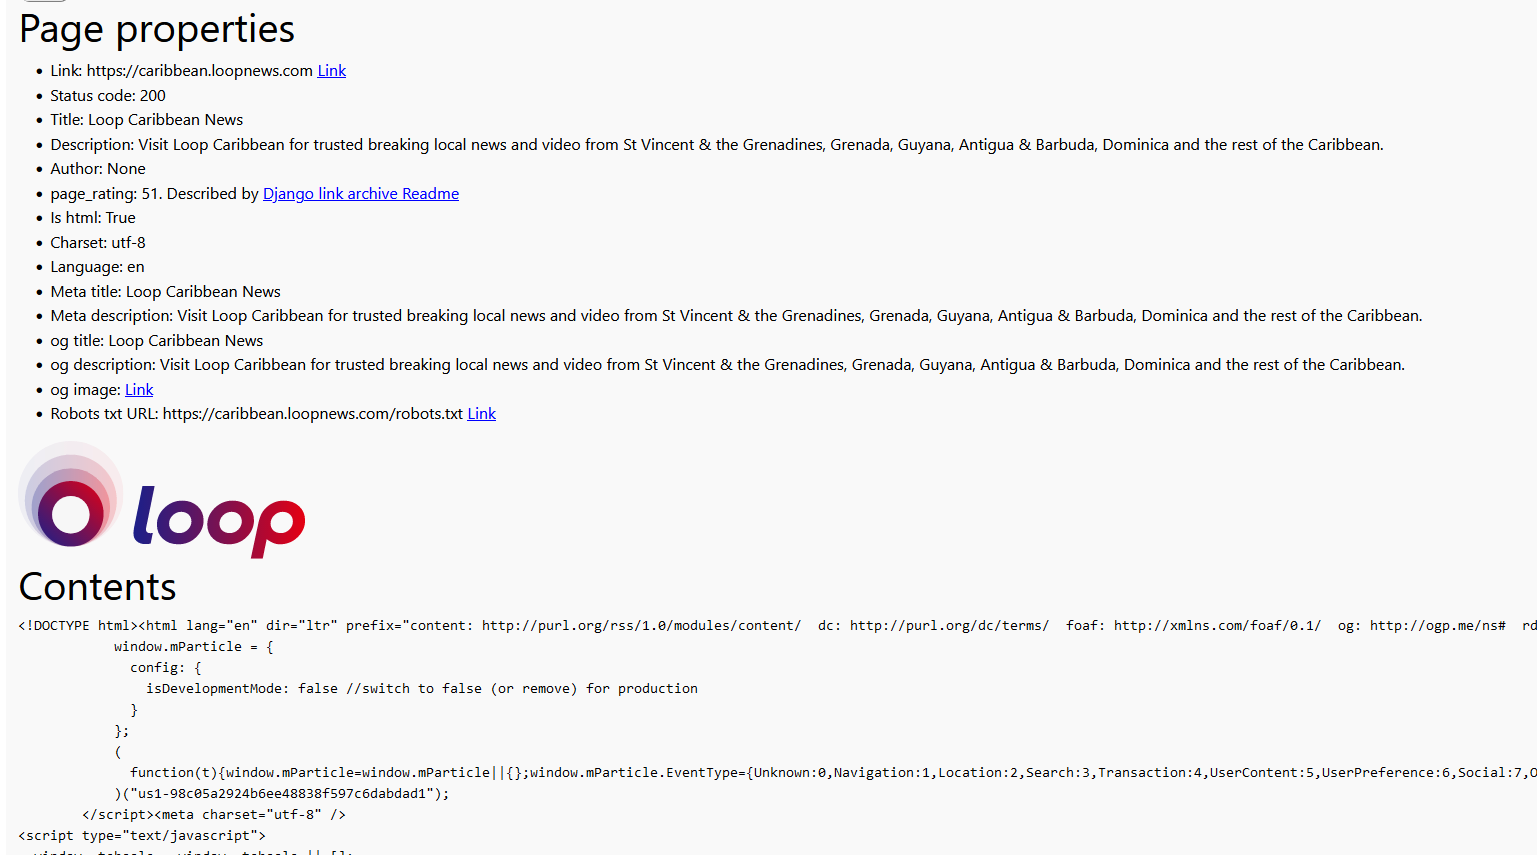 Page properties
Link: https://caribbean.loopnews.com Link
Status code: 200
Title: Loop Caribbean News
Description: Visit Loop Caribbean for trusted breaking local news and video from St Vincent & the Grenadines, Grenada, Guyana, Antigua & Barbuda, Dominica and the rest of the Caribbean.
Author: None
page_rating: 51. Described by Django link archive Readme
Is html: True
Charset: utf-8
Language: en
Meta title: Loop Caribbean News
Meta description: Visit Loop Caribbean for trusted breaking local news and video from St Vincent & the Grenadines, Grenada, Guyana, Antigua & Barbuda, Dominica and the rest of the Caribbean.
og title: Loop Caribbean News
og description: Visit Loop Caribbean for trusted breaking local news and video from St Vincent & the Grenadines, Grenada, Guyana, Antigua & Barbuda, Dominica and the rest of the Caribbean.
og image: Link
Robots txt URL: https://caribbean.loopnews.com/robots.txt Link
loop
Contents
<!DOCTYPE html><html lang="en" dir="ltr" prefix="content: http://purl.org/rss/1.0/modules/content/  dc: http://purl.org/dc/terms/  foaf: http://xmlns.com/foaf/0.1/  og: http://ogp.me/ns#  rd
window.mParticle = {
config: {
isDevelopmentMode: false //switch to false (or remove) for production
}
};
(
function(t){window.mParticle=window.mParticle||{};window.mParticle.EventType={Unknown:0,Navigation:1,Location:2,Search:3,Transaction:4,UserContent:5,UserPreference:6,Social:7,O
)("us1-98c05a2924b6ee48838f597c6dabdad1");
</script><meta charset="utf-8" />
<script type="text/javascript">